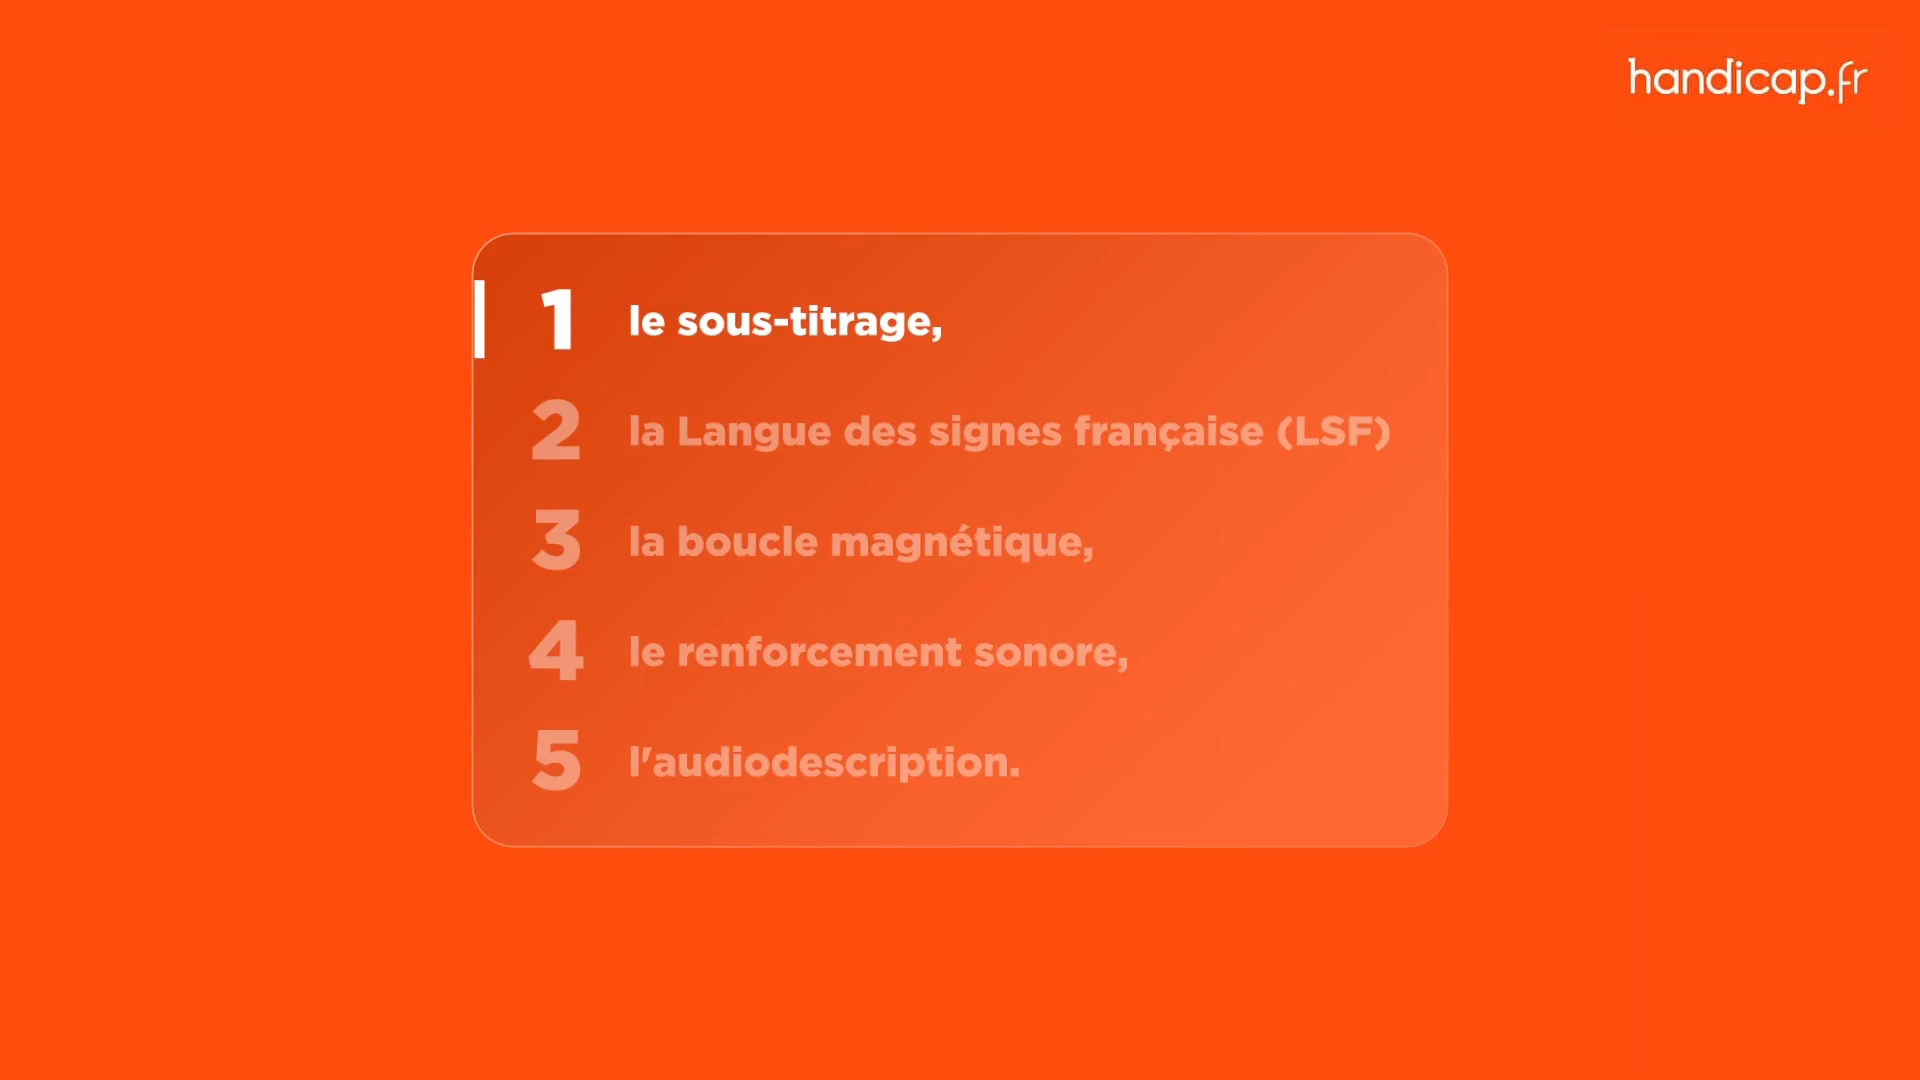 handicap.fr
1 le sous-titrage,
2 la Langue des signes française (LSF)
3 la boucle magnétique,
4 le renforcement sonore,
5 l'audiodescription.